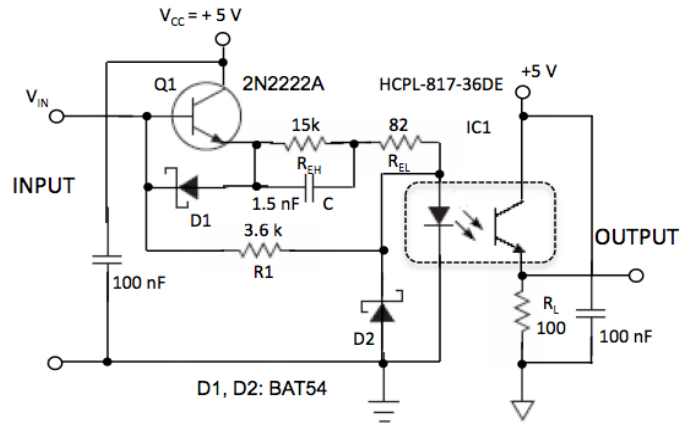 V_CC = + 5 V
Q1
2N2222A
HCPL-817-36DE
+5 V
V_IN
15k
82
IC1
R_EH
R_EL
INPUT
1.5 nF
C
D1
3.6 k
R1
OUTPUT
100 nF
D2
R_L
100
100 nF
D1, D2: BAT54